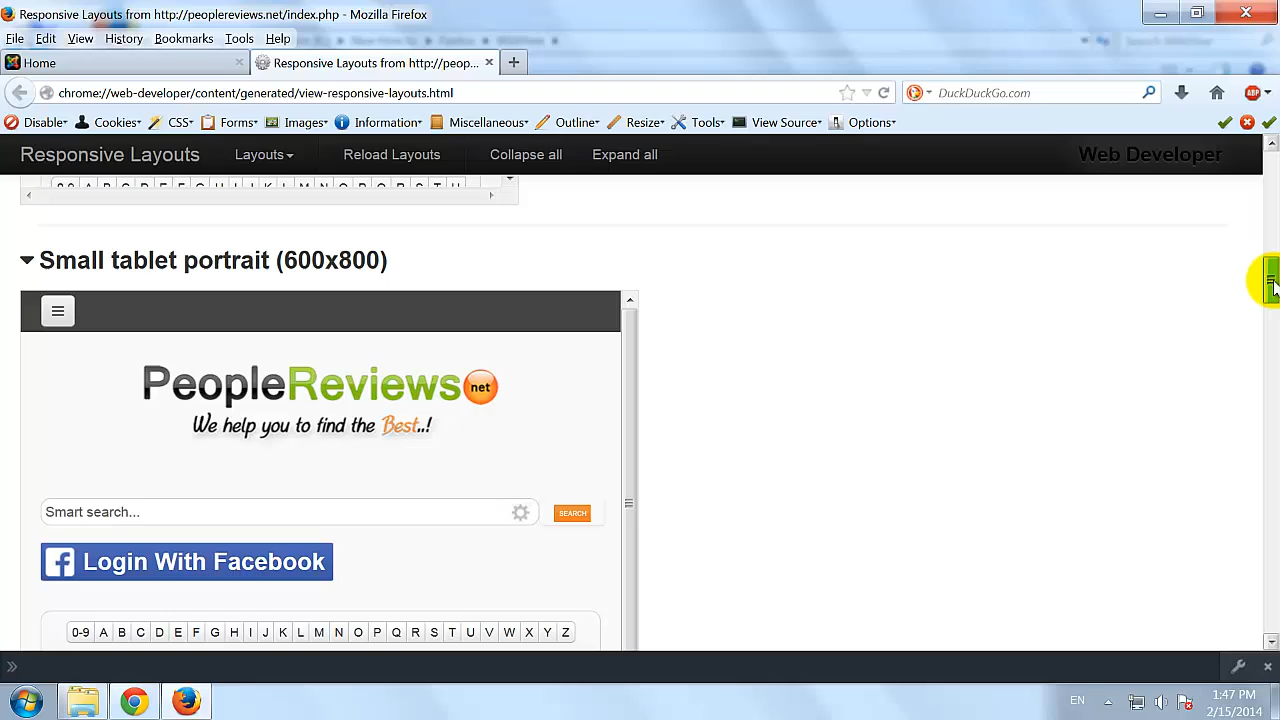 Responsive Layouts from http://peoplereviews.net/index.php - Mozilla Firefox
File Edit View History Bookmarks Tools Help
Home
Responsive Layouts from http://peop...
chrome://web-developer/content/generated/view-responsive-layouts.html
DuckDuckGo.com
ABP
Disable Cookies CSS Forms Images Information Miscellaneous Outline Resize Tools View Source Options
Responsive Layouts Layouts Reload Layouts Collapse all Expand all Web Developer
Small tablet portrait (600x800)
PeopleReviews net
We help you to find the Best..!
Smart search...
SEARCH
Login With Facebook
0-9 A B C D E F G H I J K L M N O P Q R S T U V W X Y Z
EN
1:47 PM
2/15/2014